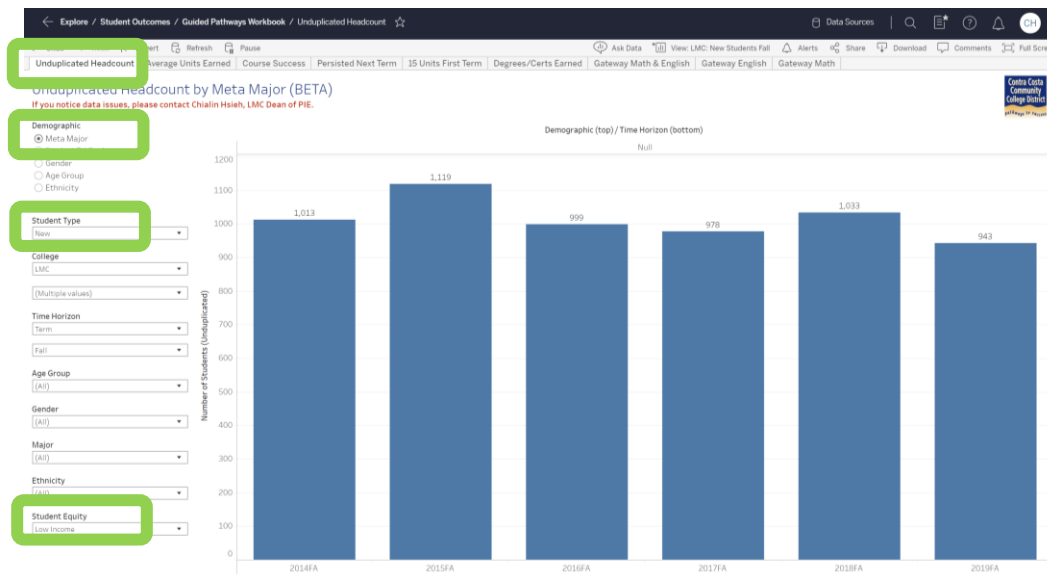 Explore / Student Outcomes / Guided Pathways Workbook / Unduplicated Headcount
Data Sources
CH
Refresh
Pause
Ask Data
View: LMC: New Students Fall
Alerts
Share
Download
Comments
Full Scre
Unduplicated Headcount
Average Units Earned
Course Success
Persisted Next Term
15 Units First Term
Degrees/Certs Earned
Gateway Math & English
Gateway English
Gateway Math
Unduplicated Headcount by Meta Major (BETA)
If you notice data issues, please contact Chialin Hsieh, LMC Dean of PIE.
Contra Costa
Community
College District
Demographic
Meta Major
Gender
Age Group
Ethnicity
Student Type
New
College
LMC
(Multiple values)
Time Horizon
Term
Fall
Age Group
(All)
Gender
(All)
Major
(All)
Ethnicity
(All)
Student Equity
Low Income
Demographic (top) / Time Horizon (bottom)
Null
Number of Students (Unduplicated)
1200
1100
1000
900
800
700
600
500
400
300
200
100
0
1,013
1,119
999
978
1,033
943
2014FA
2015FA
2016FA
2017FA
2018FA
2019FA